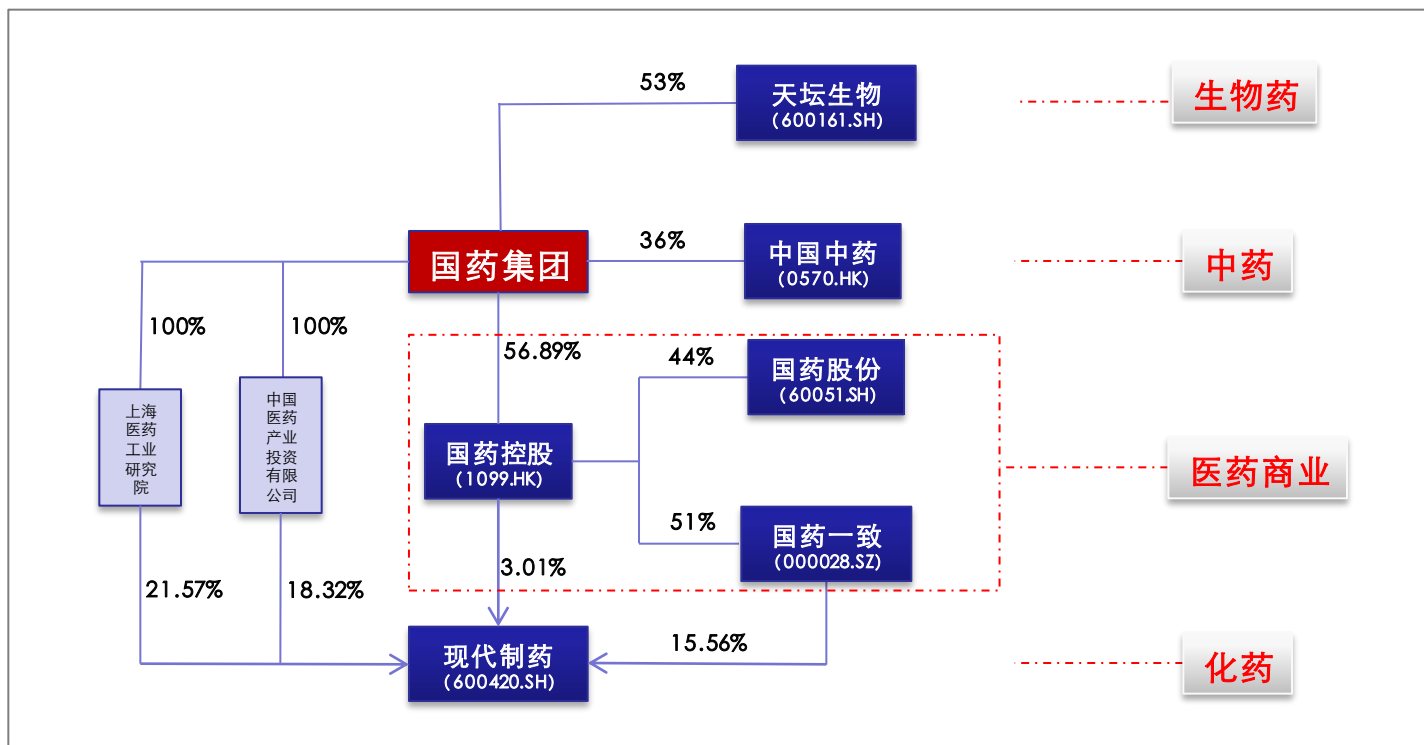 53%
天坛生物
(600161.SH)
生物药
国药集团
36%
中国中药
(0570.HK)
中药
100%
100%
56.89%
44%
国药股份
(60051.SH)
上海
医药
工业
研究
院
中国
医药
产业
投资
有限
公司
国药控股
(1099.HK)
医药商业
51%
国药一致
(000028.SZ)
21.57%
18.32%
3.01%
现代制药
(600420.SH)
15.56%
化药